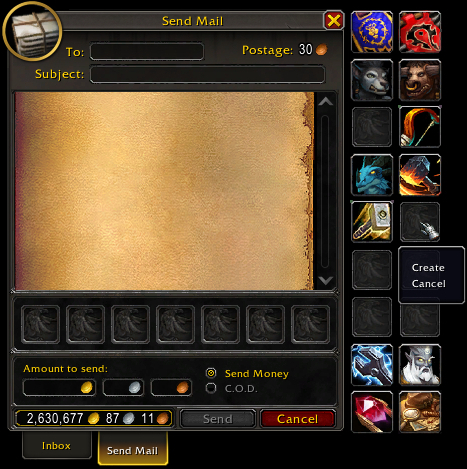 Send Mail
To:
Postage: 30
Subject:
Create
Cancel
Amount to send:
Send Money
C.O.D.
2,630,677 87 11
Send
Cancel
Inbox
Send Mail